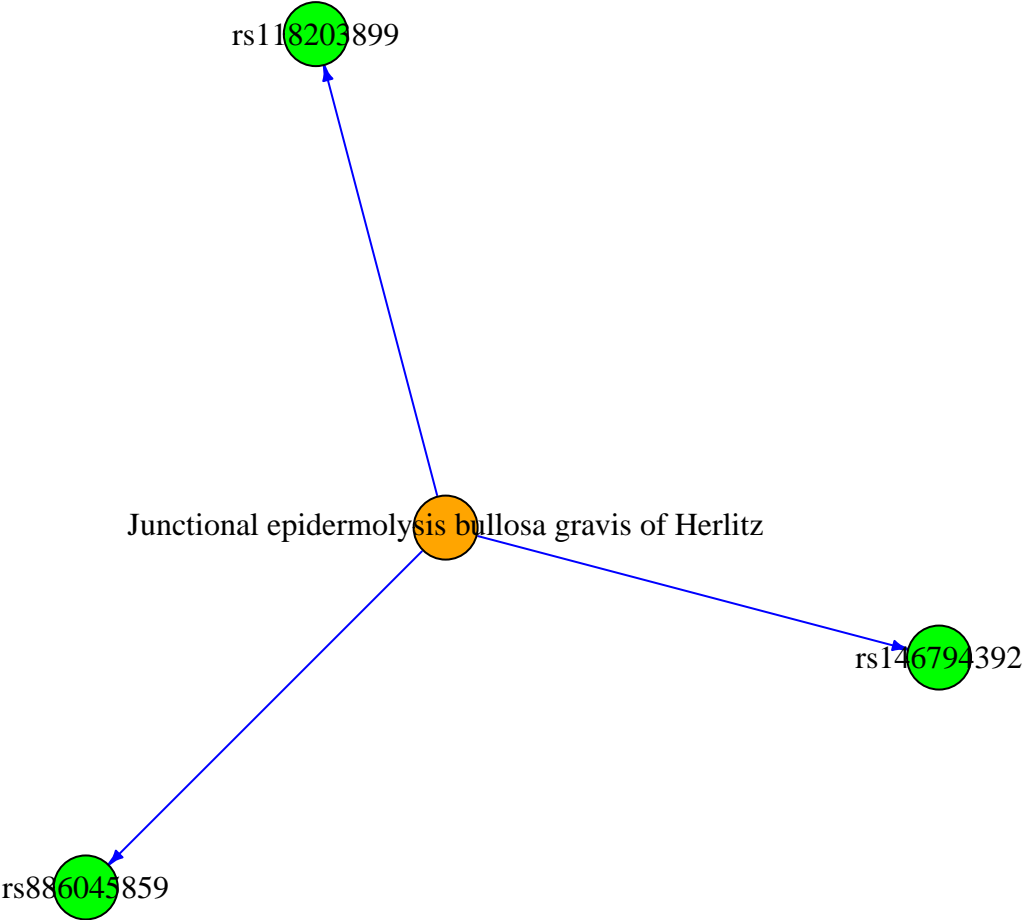 rs118203899
Junctional epidermolysis bullosa gravis of Herlitz
rs146794392
rs886045859